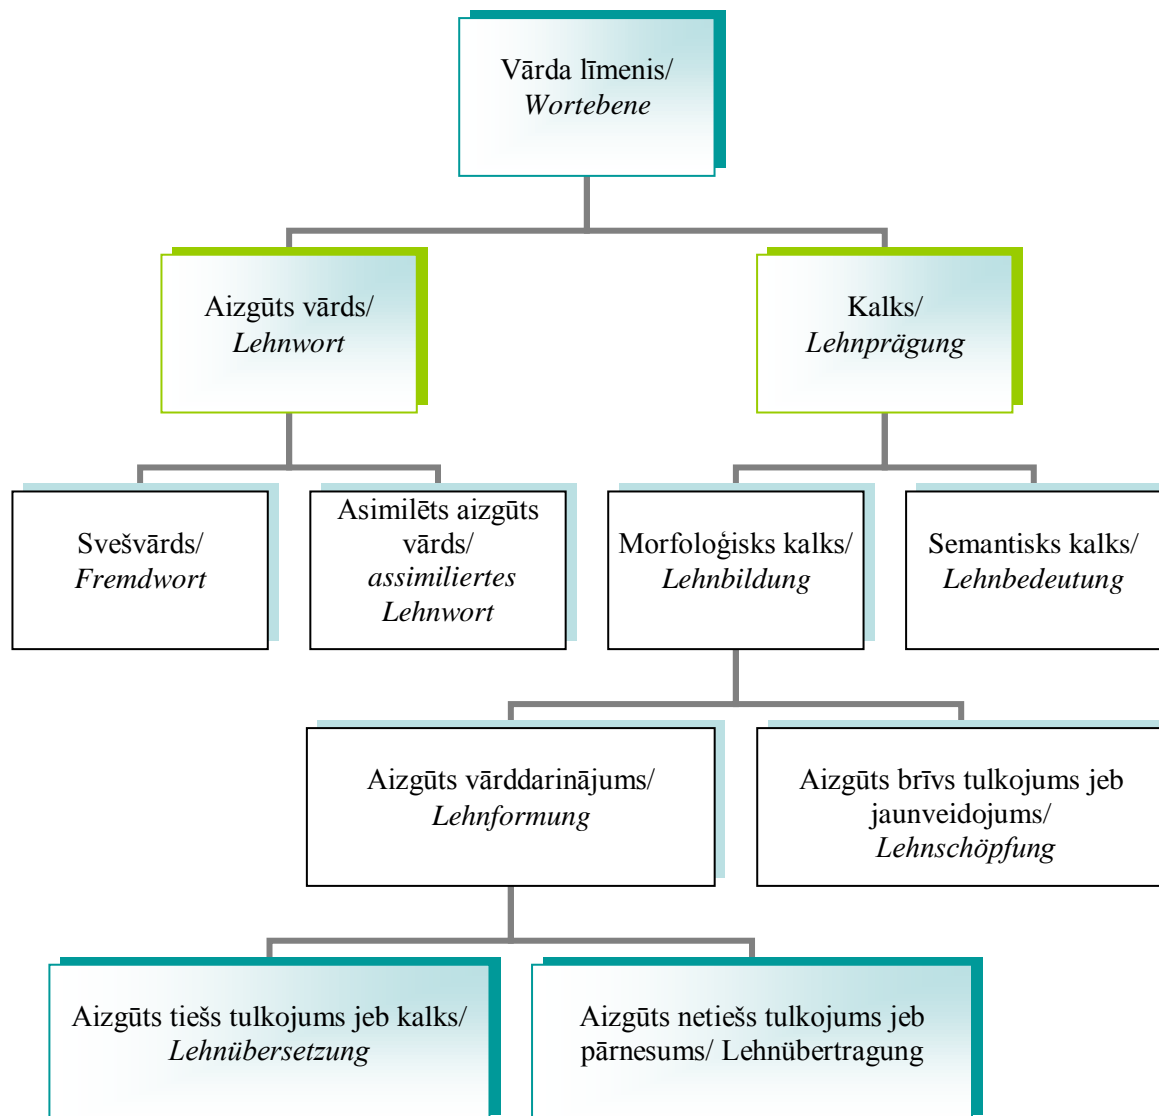 Vārda līmenis/
Wortebene
Aizgūts vārds/
Lehnwort
Kalks/
Lehnprägung
Svešvārds/
Fremdwort
Asimilēts aizgūts
vārds/
assimiliertes
Lehnwort
Morfoloģisks kalks/
Lehnbildung
Semantisks kalks/
Lehnbedeutung
Aizgūts vārddarinājums/
Lehnformung
Aizgūts brīvs tulkojums jeb
jaunveidojums/
Lehnschöpfung
Aizgūts tiešs tulkojums jeb kalks/
Lehnübersetzung
Aizgūts netiešs tulkojums jeb
pārnesums/ Lehnübertragung